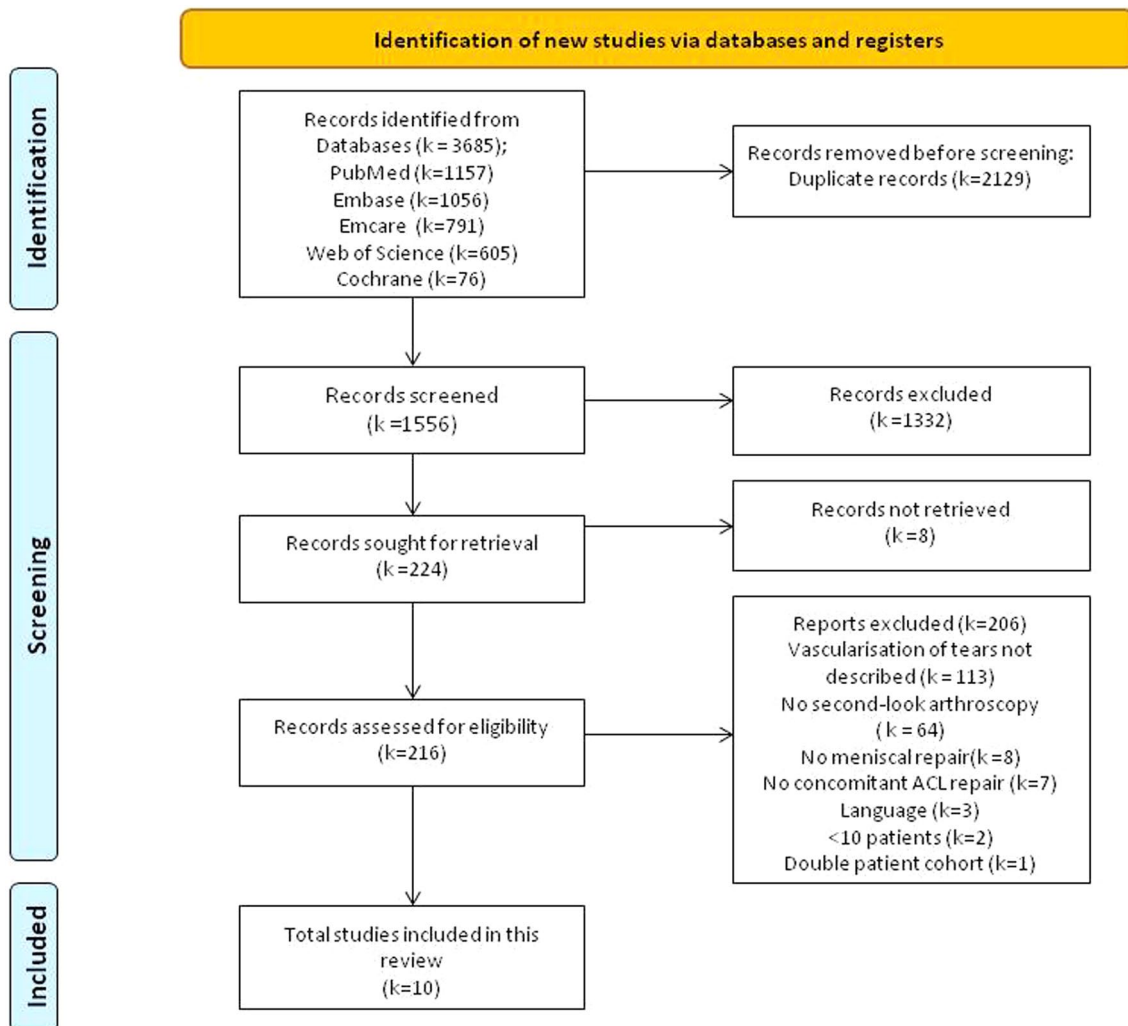 Identification of new studies via databases and registers
Identification
Records identified from
Databases (k = 3685);
PubMed (k=1157)
Embase (k=1056)
Emcare (k=791)
Web of Science (k=605)
Cochrane (k=76)
Records removed before screening:
Duplicate records (k=2129)
Screening
Records screened
(k =1556)
Records excluded
(k =1332)
Records sought for retrieval
(k =224)
Records not retrieved
(k =8)
Records assessed for eligibility
(k=216)
Reports excluded (k=206)
Vascularisation of tears not
described (k = 113)
No second-look arthroscopy
( k = 64)
No meniscal repair(k =8)
No concomitant ACL repair (k=7)
Language (k=3)
<10 patients (k=2)
Double patient cohort (k=1)
Included
Total studies included in this
review
(k=10)